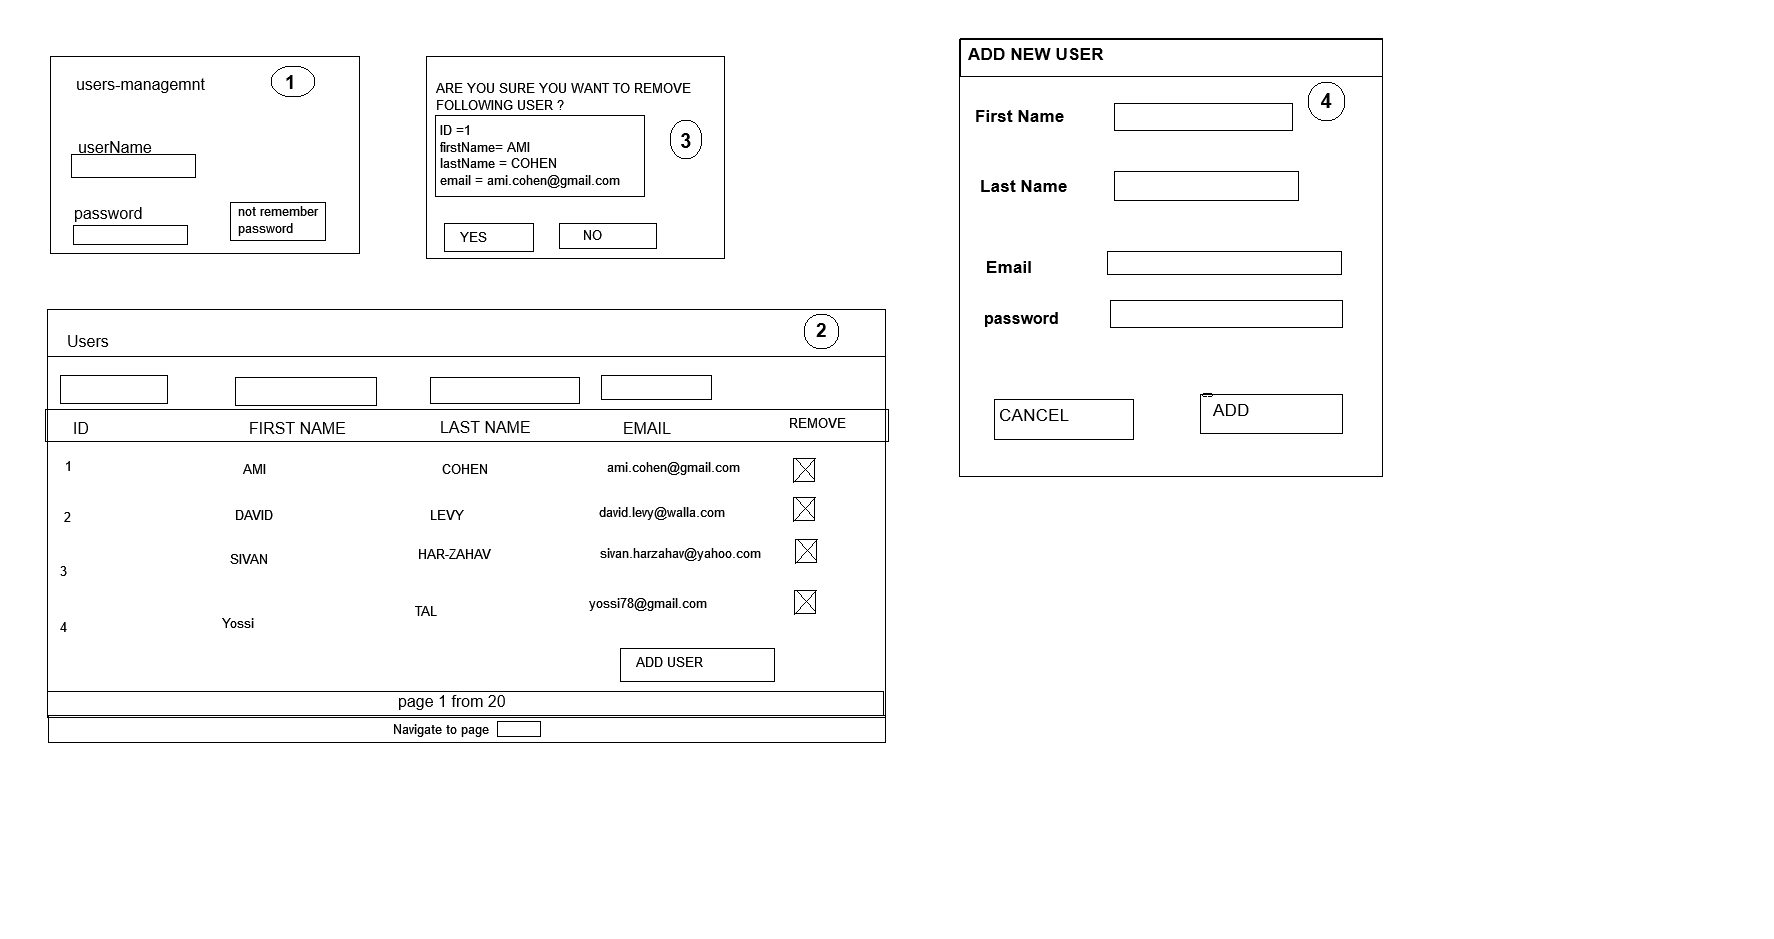 users-managemnt
1
userName
password
not remember
password
ARE YOU SURE YOU WANT TO REMOVE
FOLLOWING USER ?
3
ID =1
firstName= AMI
lastName = COHEN
email = ami.cohen@gmail.com
YES NO
Users
2
ID FIRST NAME LAST NAME EMAIL REMOVE
1 AMI COHEN ami.cohen@gmail.com
2 DAVID LEVY david.levy@walla.com
3 SIVAN HAR-ZAHAV sivan.harzahav@yahoo.com
4 Yossi TAL yossi78@gmail.com
ADD USER
page 1 from 20
Navigate to page
ADD NEW USER
4
First Name
Last Name
Email
password
CANCEL ADD